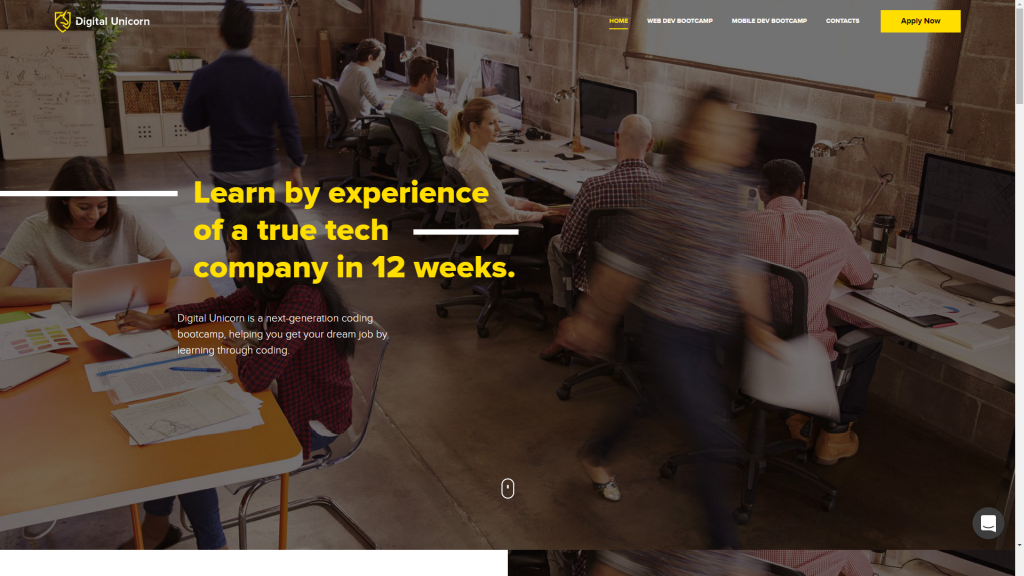 Digital Unicorn
HOME
WEB DEV BOOTCAMP
MOBILE DEV BOOTCAMP
CONTACTS
Apply Now
Learn by experience
of a true tech
company in 12 weeks.
Digital Unicorn is a next-generation coding
bootcamp, helping you get your dream job by
learning through coding.